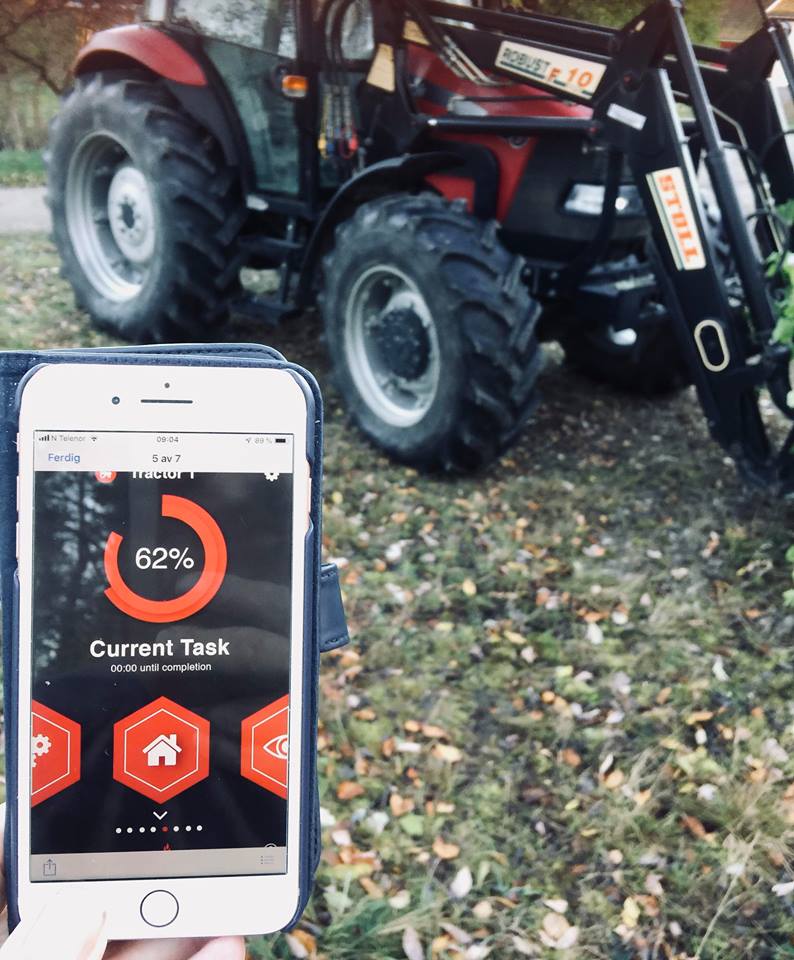 ROBUST F 10
STOLL
N Telenor
09:04
89 %
Ferdig
5 av 7
Tractor 1
62%
Current Task
00:00 until completion